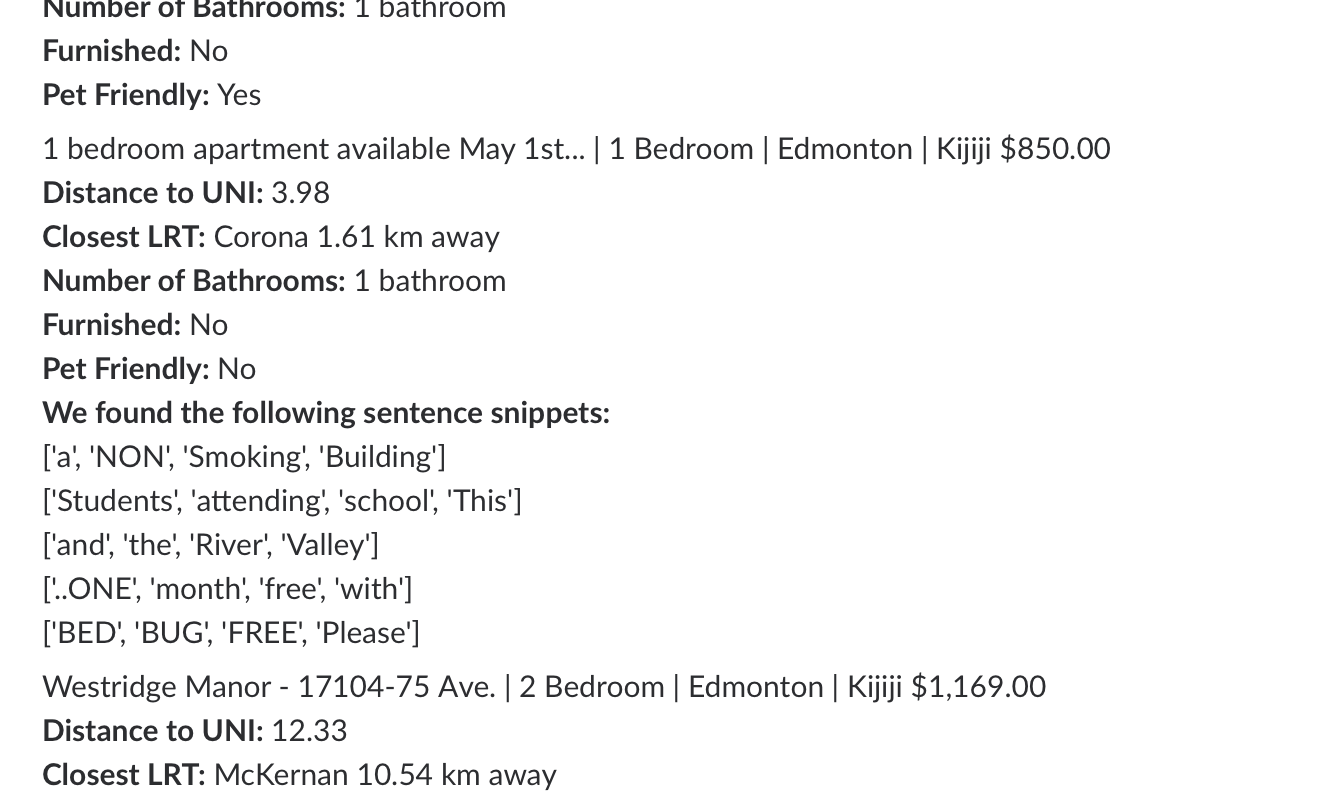 Number of Bathrooms: 1 bathroom
Furnished: No
Pet Friendly: Yes
1 bedroom apartment available May 1st... | 1 Bedroom | Edmonton | Kijiji $850.00
Distance to UNI: 3.98
Closest LRT: Corona 1.61 km away
Number of Bathrooms: 1 bathroom
Furnished: No
Pet Friendly: No
We found the following sentence snippets:
['a', 'NON', 'Smoking', 'Building']
['Students', 'attending', 'school', 'This']
['and', 'the', 'River', 'Valley']
['..ONE', 'month', 'free', 'with']
['BED', 'BUG', 'FREE', 'Please']
Westridge Manor - 17104-75 Ave. | 2 Bedroom | Edmonton | Kijiji $1,169.00
Distance to UNI: 12.33
Closest LRT: McKernan 10.54 km away